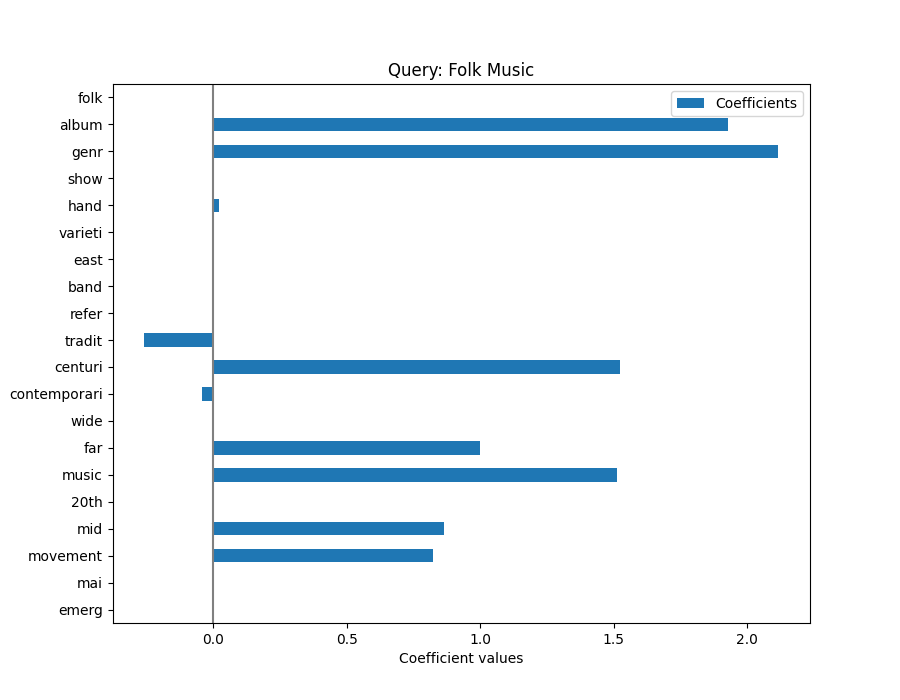 Query: Folk Music
Coefficients
folk
album
genr
show
hand
varieti
east
band
refer
tradit
centuri
contemporari
wide
far
music
20th
mid
movement
mai
emerg
0.0 0.5 1.0 1.5 2.0
Coefficient values